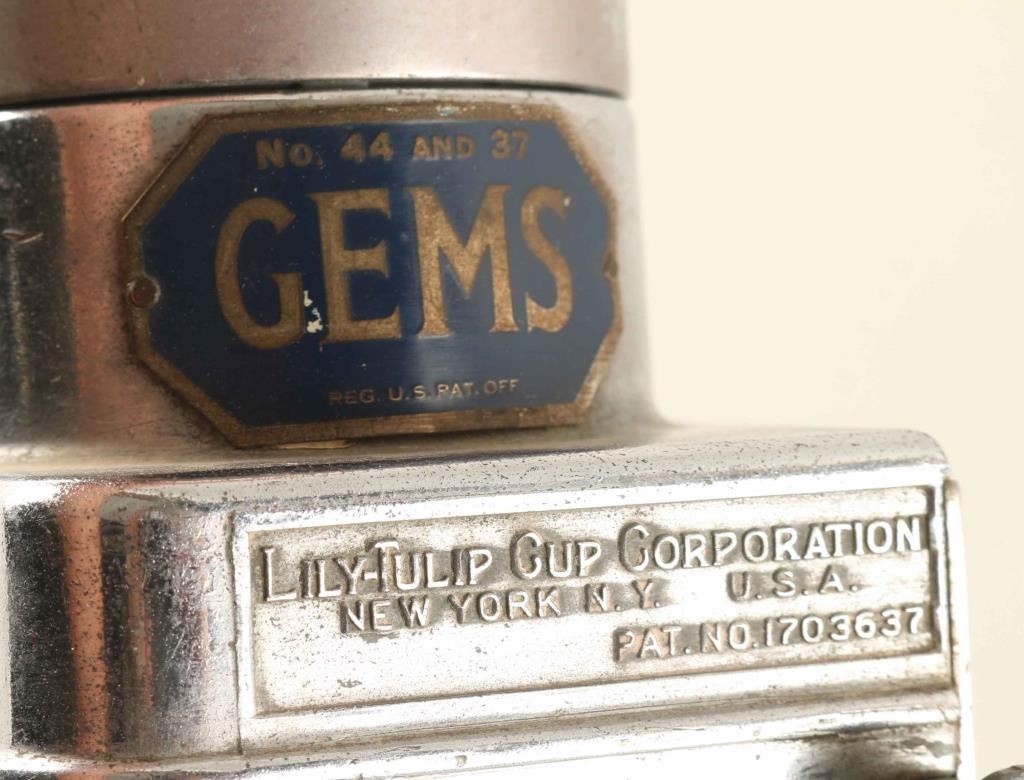 No. 44 AND 37
GEMS
REG. U.S. PAT. OFF
LILY-TULIP CUP CORPORATION
NEW YORK N.Y. U.S.A.
PAT. NO. 1703637